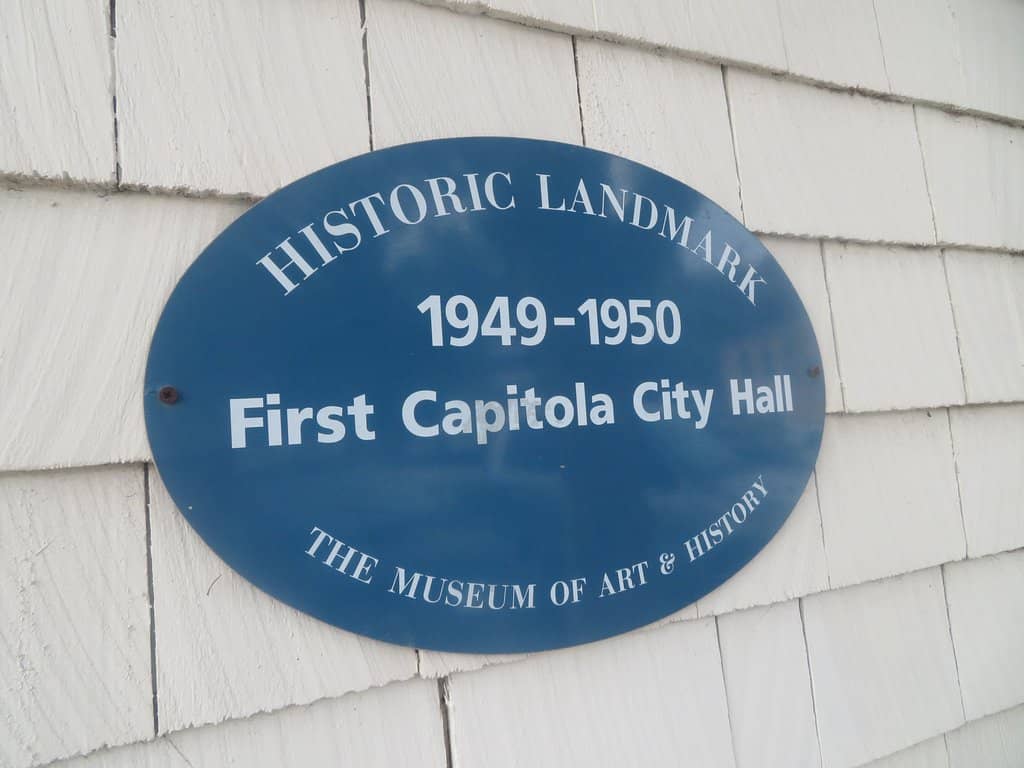 HISTORIC LANDMARK
1949-1950
First Capitola City Hall
THE MUSEUM OF ART & HISTORY